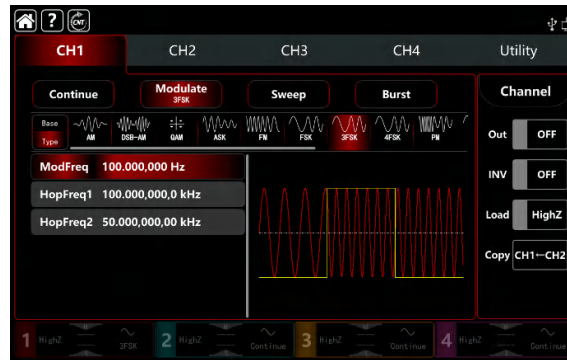 ? CNT
CH1 CH2 CH3 CH4 Utility
Continue Modulate 3FSK Sweep Burst Channel
Base Type AM DSB-AM QAM ASK FM FSK 3FSK 4FSK PM
Out OFF
ModFreq 100.000,000 Hz
INV OFF
HopFreq1 100.000,000,0 kHz
Load HighZ
HopFreq2 50.000,000,00 kHz
Copy CH1←CH2
1 HighZ 3FSK 2 HighZ Continue 3 HighZ Continue 4 HighZ Continue